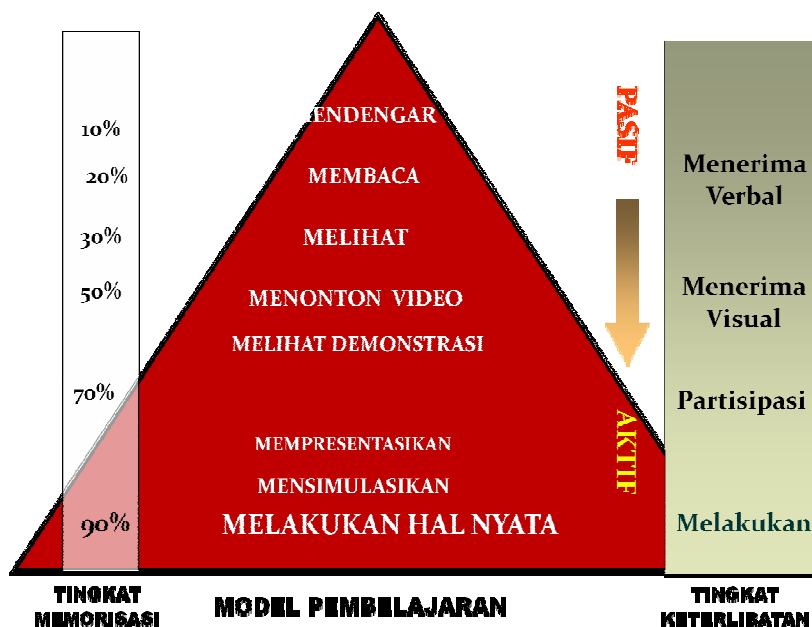 10%
20%
30%
50%
70%
90%
TINGKAT
MEMORISASI
ENDENGAR
MEMBACA
MELIHAT
MENONTON VIDEO
MELIHAT DEMONSTRASI
MEMPRESENTASIKAN
MENSIMULASIKAN
MELAKUKAN HAL NYATA
MODEL PEMBELAJARAN
PASIF
AKTIF
Menerima
Verbal
Menerima
Visual
Partisipasi
Melakukan
TINGKAT
KETERLIBATAN